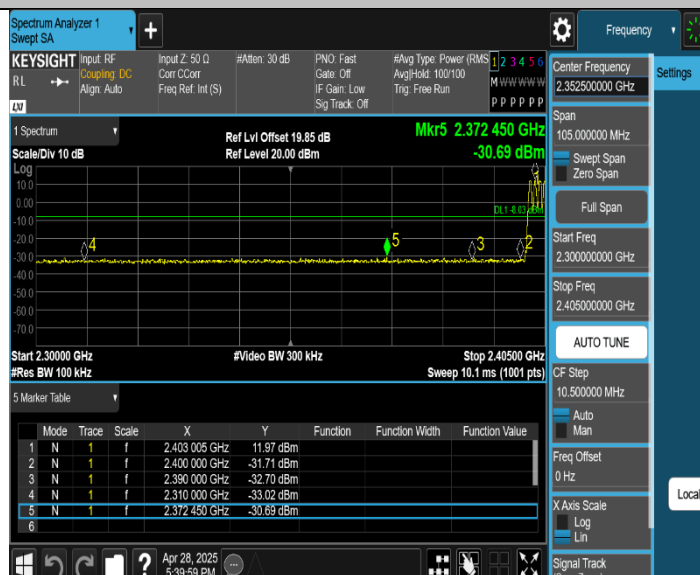 Spectrum Analyzer 1
Swept SA
Frequency
KEYSIGHT
RL
LXI
Input: RF
Coupling: DC
Align: Auto
Input Z: 50 Ω
Corr CCorr
Freq Ref: Int (S)
#Atten: 30 dB
PNO: Fast
Gate: Off
IF Gain: Low
Sig Track: Off
#Avg Type: Power (RMS
Avg|Hold: 100/100
Trig: Free Run
1 2 3 4 5 6
M W W W W W
P P P P P P
1 Spectrum
Scale/Div 10 dB
Ref Lvl Offset 19.85 dB
Ref Level 20.00 dBm
Mkr5 2.372 450 GHz
-30.69 dBm
Log
10.0
0.00
-10.0
-20.0
-30.0
-40.0
-50.0
-60.0
-70.0
DL1 -8.03 dBm
4
5
3
2
Start 2.30000 GHz
#Res BW 100 kHz
#Video BW 300 kHz
Stop 2.40500 GHz
Sweep 10.1 ms (1001 pts)
5 Marker Table
Mode Trace Scale X Y Function Function Width Function Value
1 N 1 f 2.403 005 GHz 11.97 dBm
2 N 1 f 2.400 000 GHz -31.71 dBm
3 N 1 f 2.390 000 GHz -32.70 dBm
4 N 1 f 2.310 000 GHz -33.02 dBm
5 N 1 f 2.372 450 GHz -30.69 dBm
6
?
Apr 28, 2025
5:39:59 PM
Center Frequency
2.352500000 GHz
Span
105.000000 MHz
Swept Span
Zero Span
Full Span
Start Freq
2.300000000 GHz
Stop Freq
2.405000000 GHz
AUTO TUNE
CF Step
10.500000 MHz
Auto
Man
Freq Offset
0 Hz
X Axis Scale
Log
Lin
Signal Track
Settings
Local